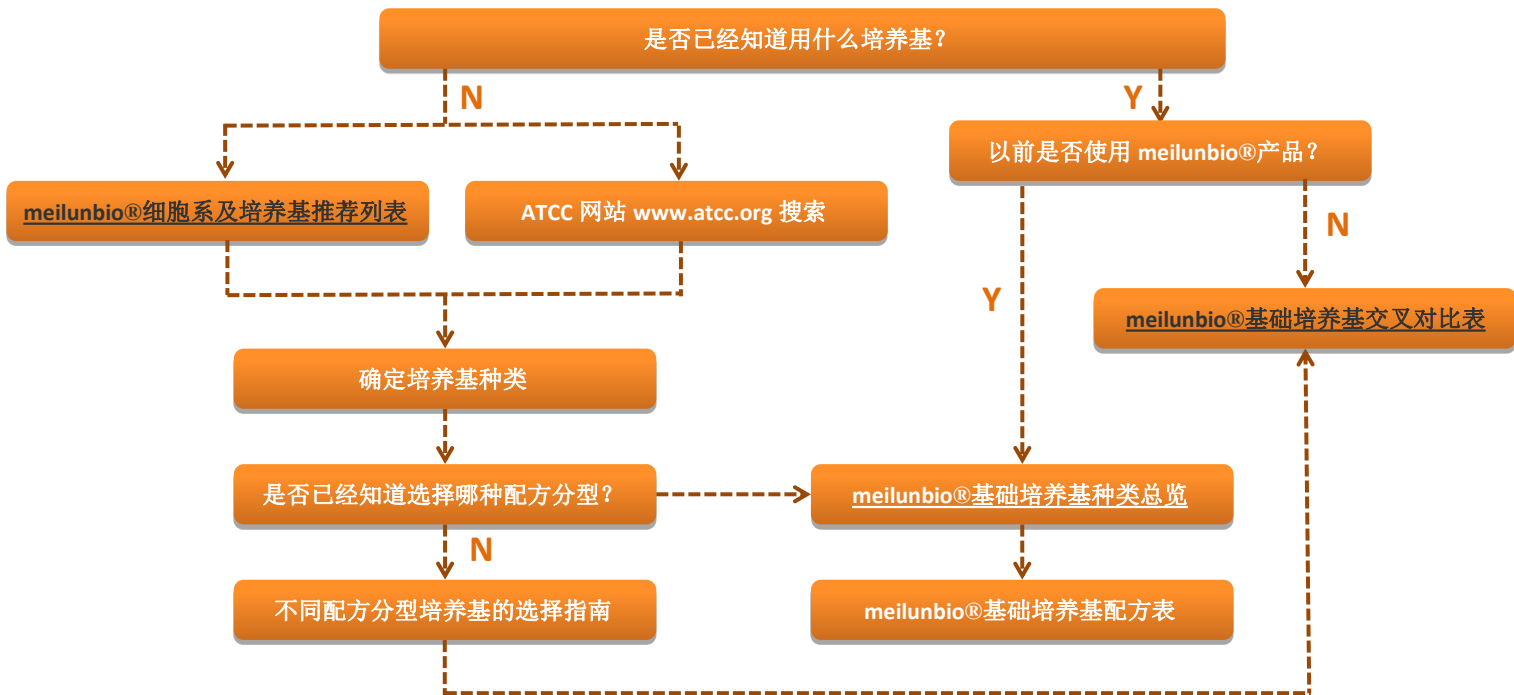 是否已经知道用什么培养基？
N
Y
以前是否使用 meilunbio®产品？
meilunbio®细胞系及培养基推荐列表
ATCC 网站 www.atcc.org 搜索
N
Y
meilunbio®基础培养基交叉对比表
确定培养基种类
是否已经知道选择哪种配方分型？
meilunbio®基础培养基种类总览
N
不同配方分型培养基的选择指南
meilunbio®基础培养基配方表